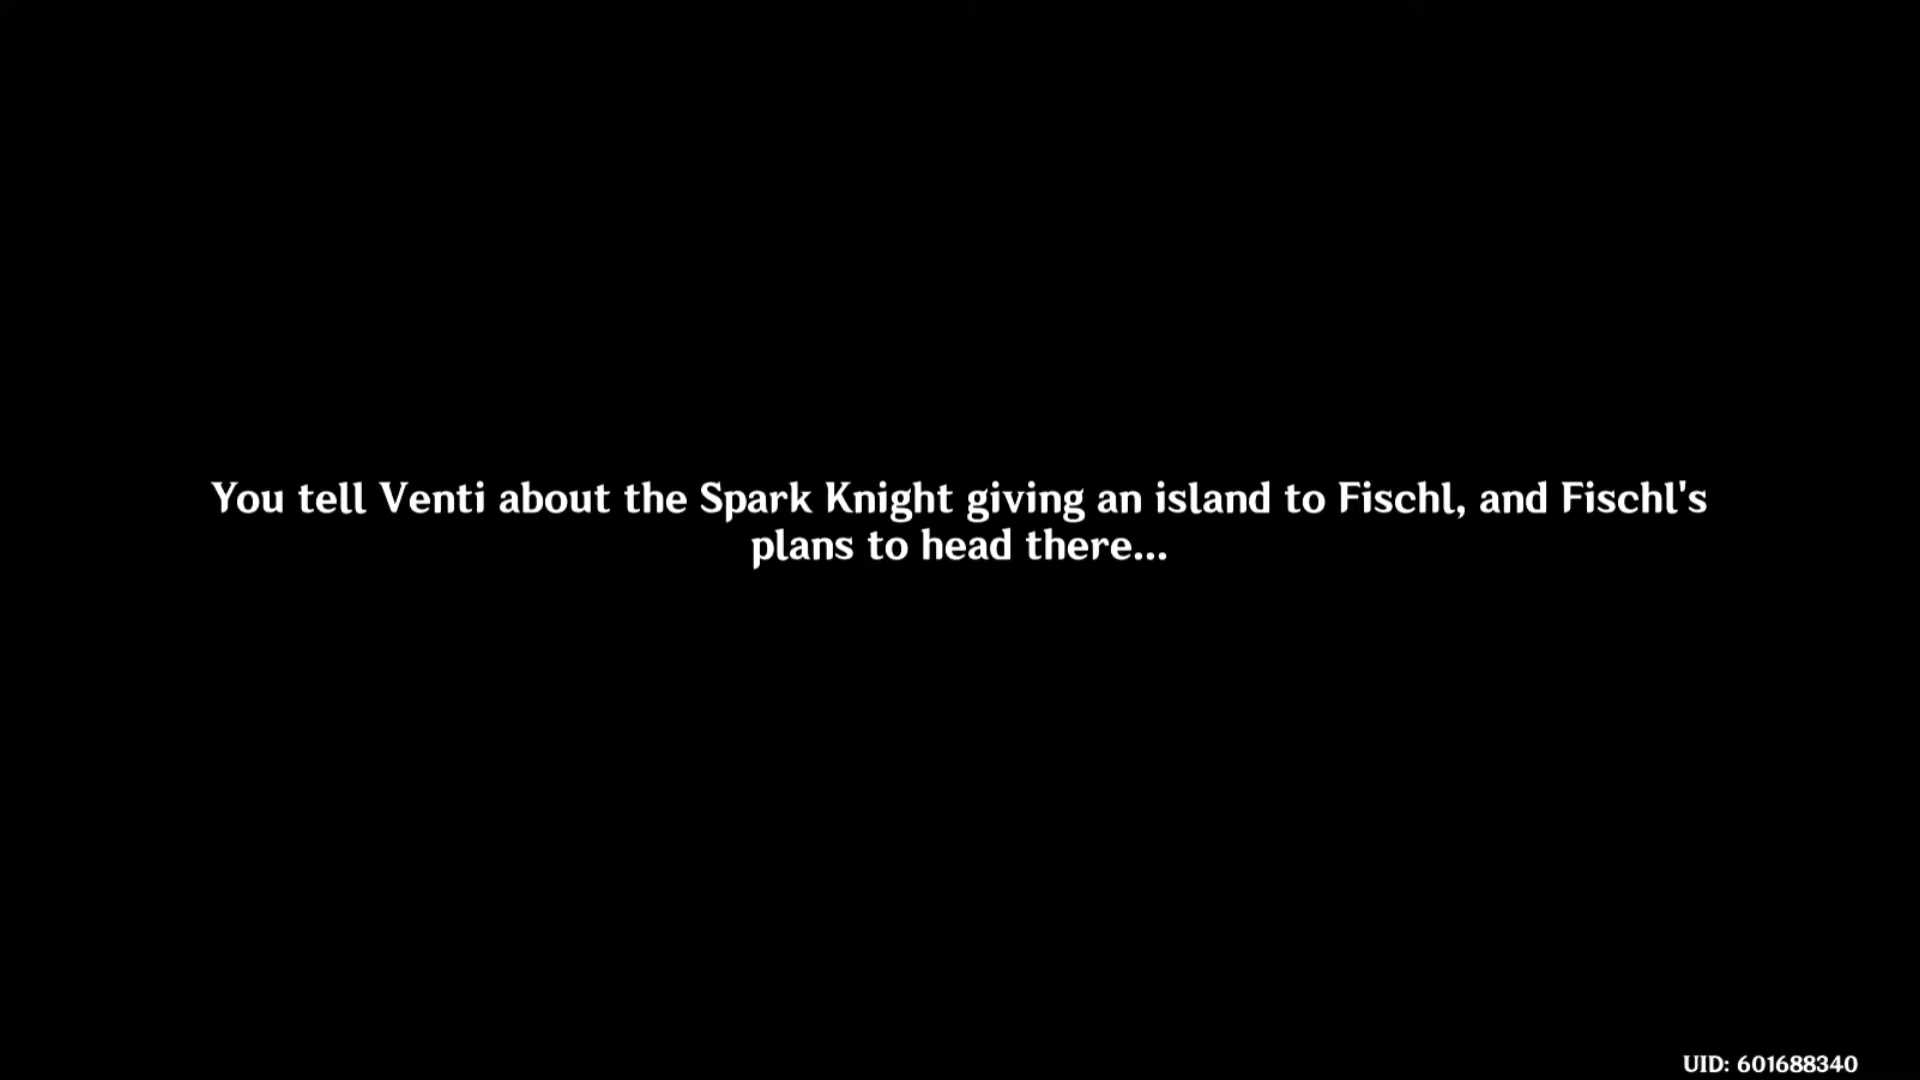 You tell Venti about the Spark Knight giving an island to Fischl, and Fischl's
plans to head there...
UID: 601688340